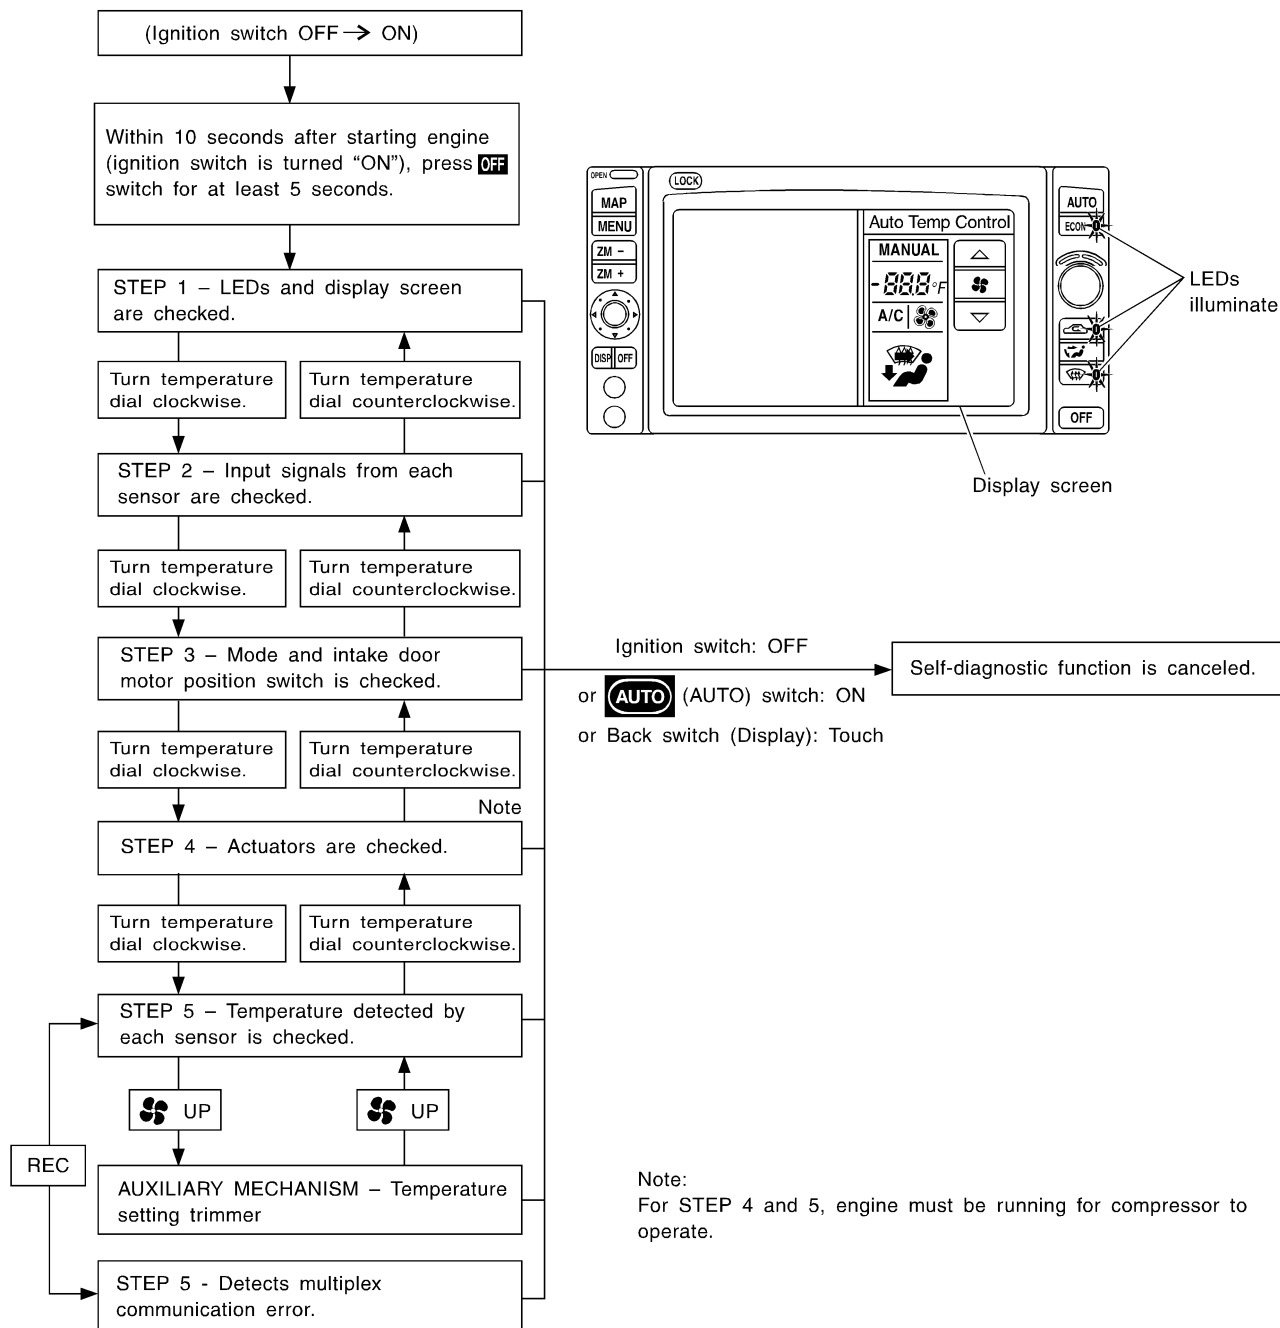 (Ignition switch OFF → ON)
Within 10 seconds after starting engine
(ignition switch is turned “ON”), press OFF
switch for at least 5 seconds.
STEP 1 – LEDs and display screen
are checked.
Turn temperature
dial clockwise.
Turn temperature
dial counterclockwise.
STEP 2 – Input signals from each
sensor are checked.
Turn temperature
dial clockwise.
Turn temperature
dial counterclockwise.
STEP 3 – Mode and intake door
motor position switch is checked.
Turn temperature
dial clockwise.
Turn temperature
dial counterclockwise.
Note
STEP 4 – Actuators are checked.
Turn temperature
dial clockwise.
Turn temperature
dial counterclockwise.
STEP 5 – Temperature detected by
each sensor is checked.
UP
UP
REC
AUXILIARY MECHANISM – Temperature
setting trimmer
STEP 5 - Detects multiplex
communication error.
OPEN
LOCK
MAP
MENU
ZM –
ZM +
DISP OFF
Auto Temp Control
MANUAL
-888°F
A/C
AUTO
ECON
OFF
LEDs
illuminate
Display screen
Ignition switch: OFF
or AUTO (AUTO) switch: ON
or Back switch (Display): Touch
Self-diagnostic function is canceled.
Note:
For STEP 4 and 5, engine must be running for compressor to
operate.